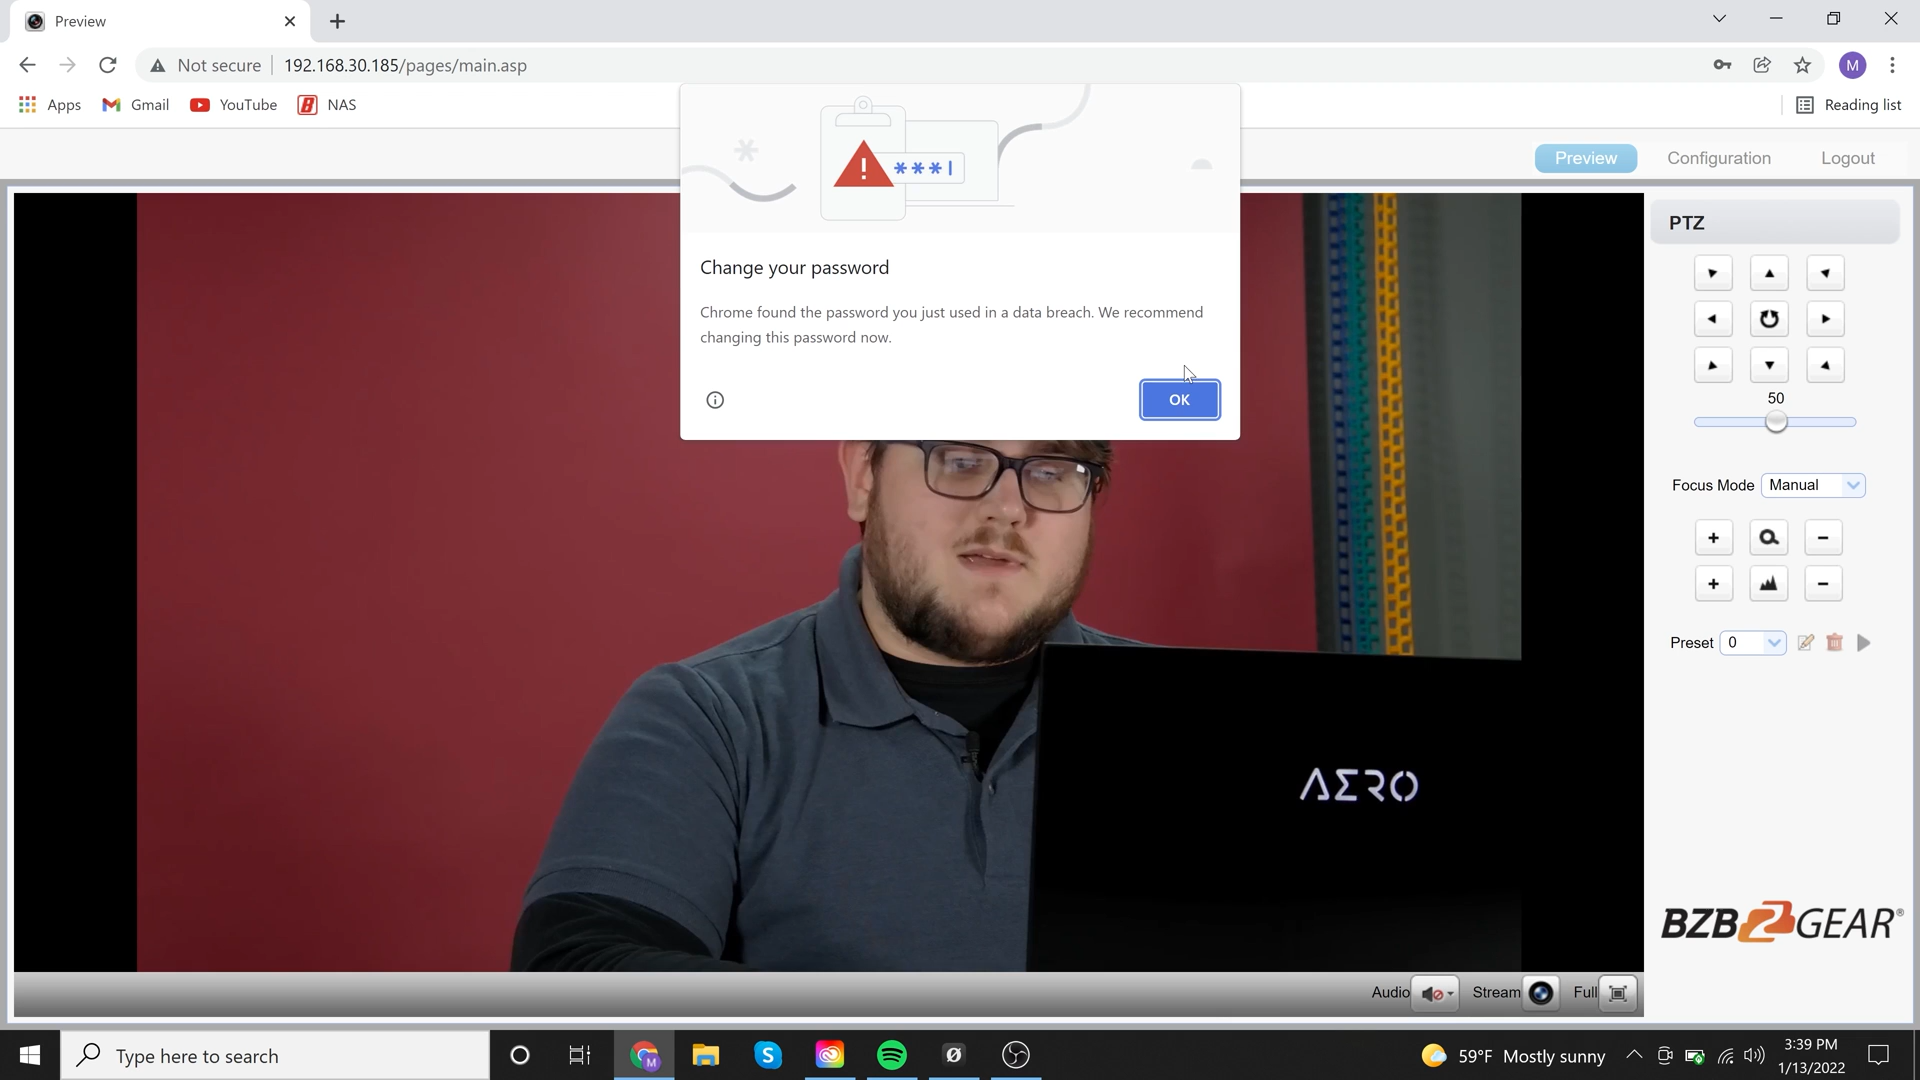 Preview
Not secure
192.168.30.185/pages/main.asp
M
Apps
Gmail
YouTube
NAS
Reading list
Preview
Configuration
Logout
***
Change your password
Chrome found the password you just used in a data breach. We recommend
changing this password now.
OK
PTZ
50
Focus Mode
Manual
Preset
0
AERO
BZBGEAR®
Audio
Stream
Full
Type here to search
59°F Mostly sunny
3:39 PM
1/13/2022